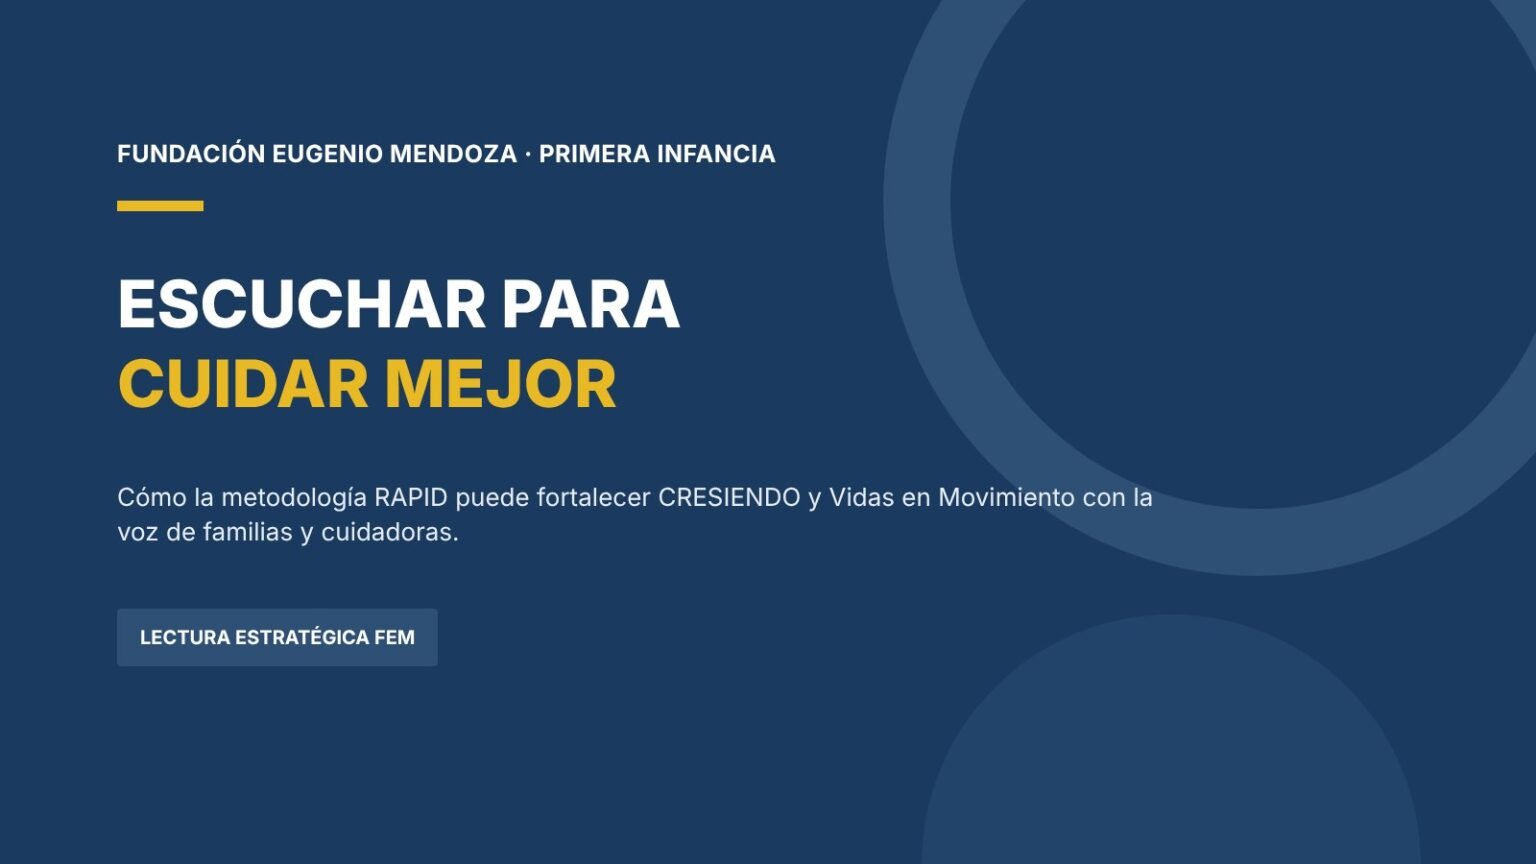 FUNDACIÓN EUGENIO MENDOZA · PRIMERA INFANCIA
ESCUCHAR PARA
CUIDAR MEJOR
Cómo la metodología RAPID puede fortalecer CRESIENDO y Vidas en Movimiento con la
voz de familias y cuidadoras.
LECTURA ESTRATÉGICA FEM